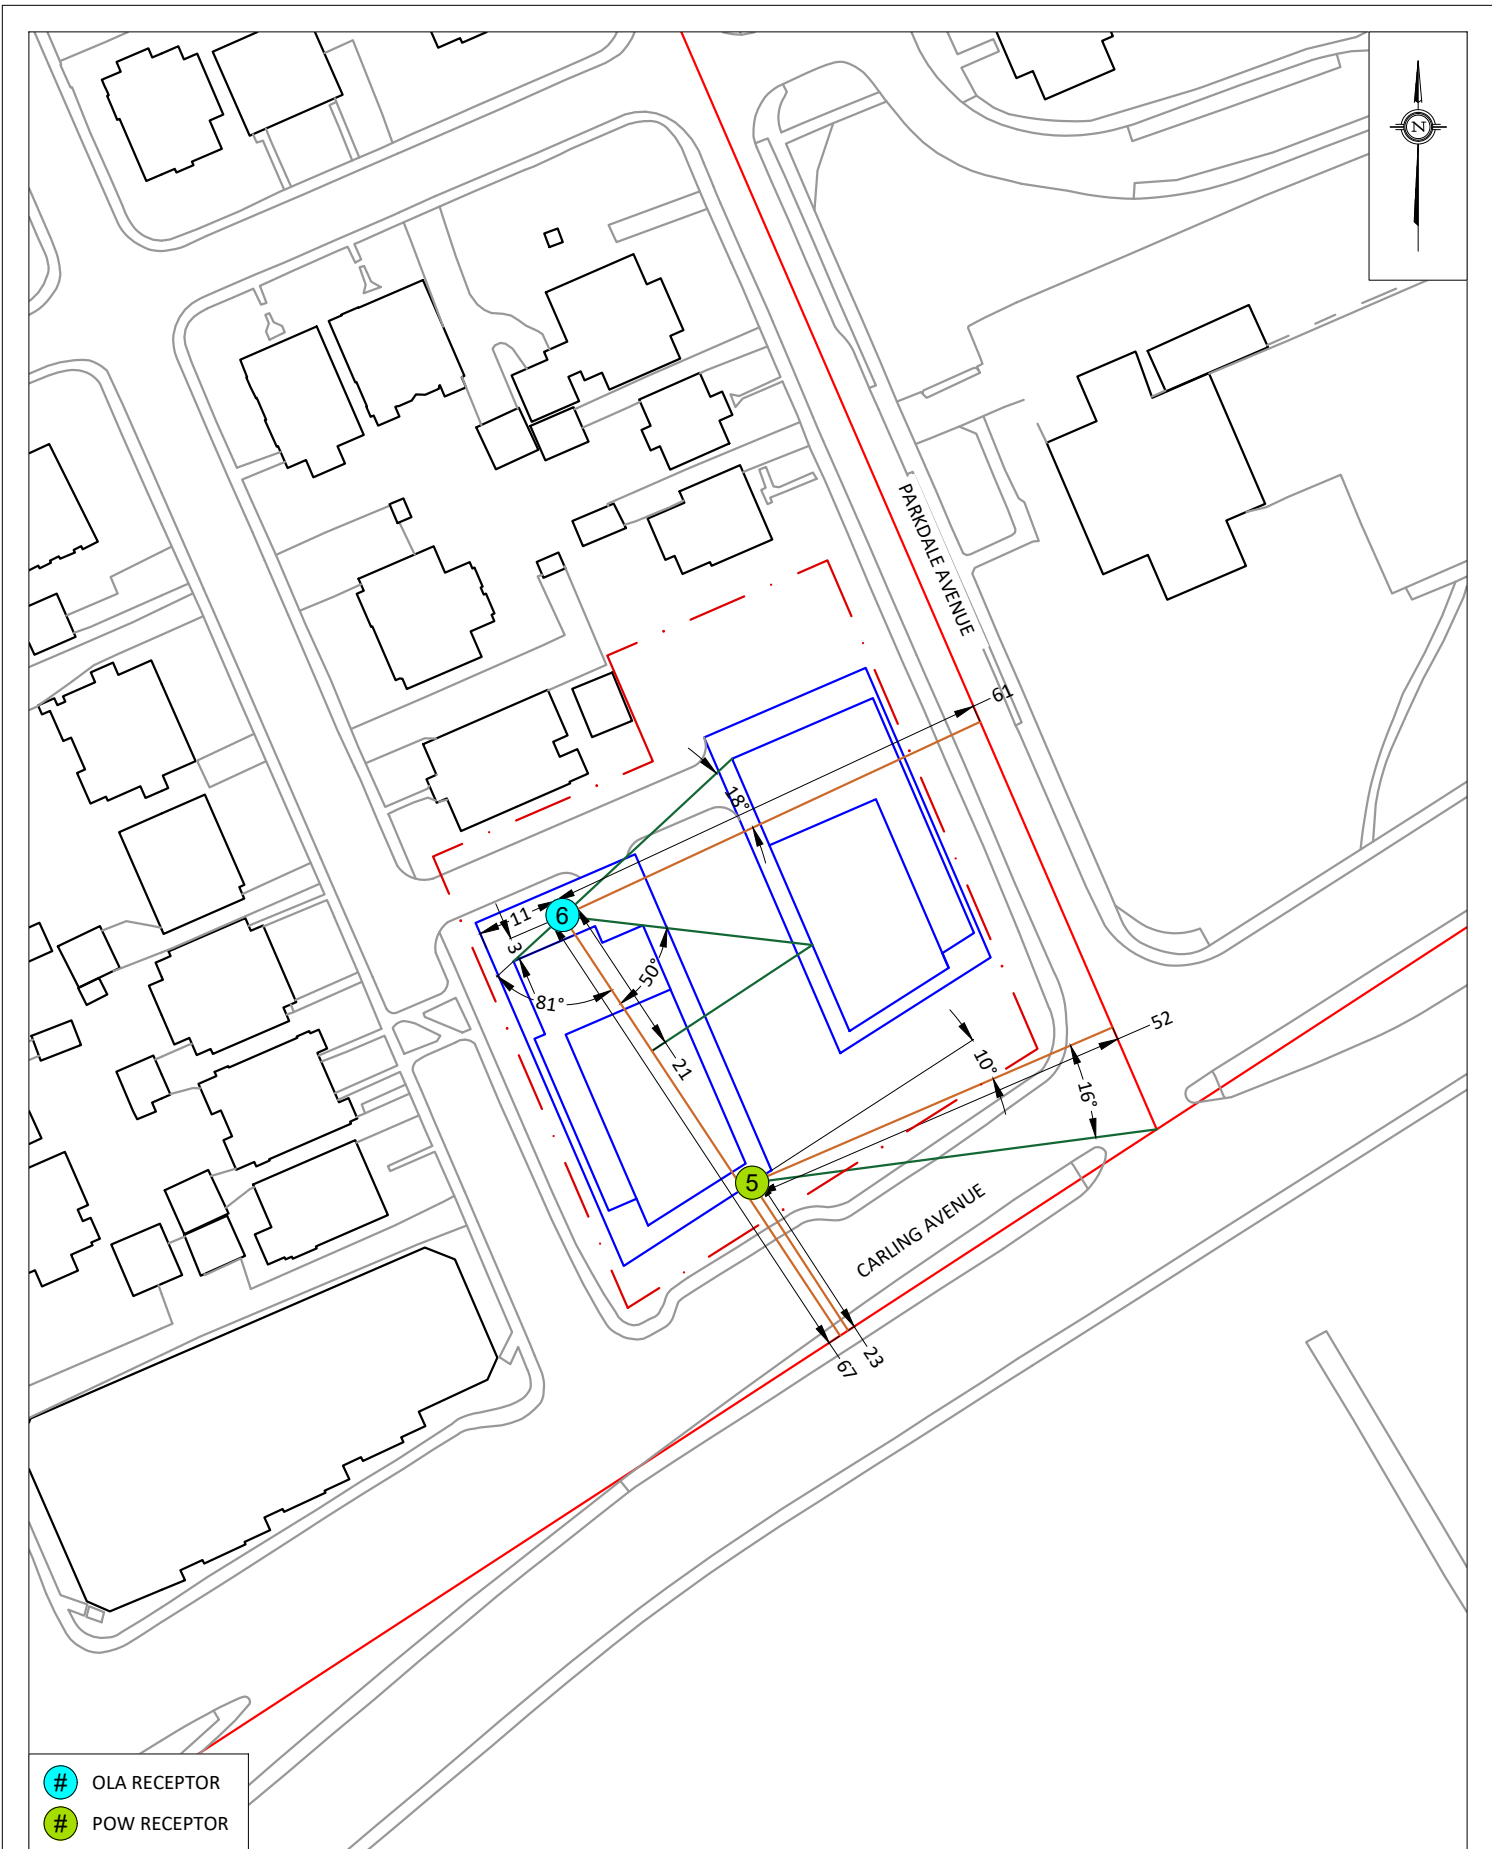 N
PARKDALE AVENUE
61
18°
11
6
3
50°
81°
21
52
10°
16°
5
CARLING AVENUE
23
67
# OLA RECEPTOR
# POW RECEPTOR